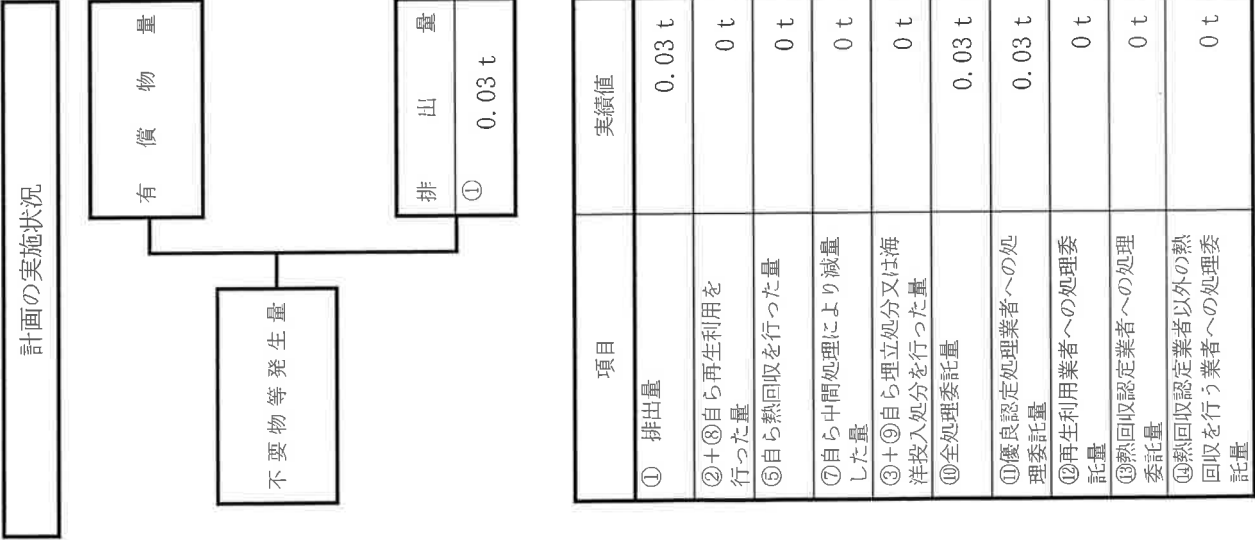 計画の実施状況
有償物量
不要物等発生量
排出量
①
0.03 t
項目
実績値
① 排出量
0.03 t
②+⑧自ら再生利用を
行った量
0 t
⑤自ら熱回収を行った量
0 t
⑦自ら中間処理により減量
した量
0 t
③+⑨自ら埋立処分又は海
洋投入処分を行った量
0 t
⑩全処理委託量
0.03 t
⑪優良認定処理業者への処
理委託量
0.03 t
⑫再生利用業者への処理委
託量
0 t
⑬熱回収認定業者への処理
委託量
0 t
⑭熱回収認定業者以外の熱
回収を行う業者への処理委
託量
0 t